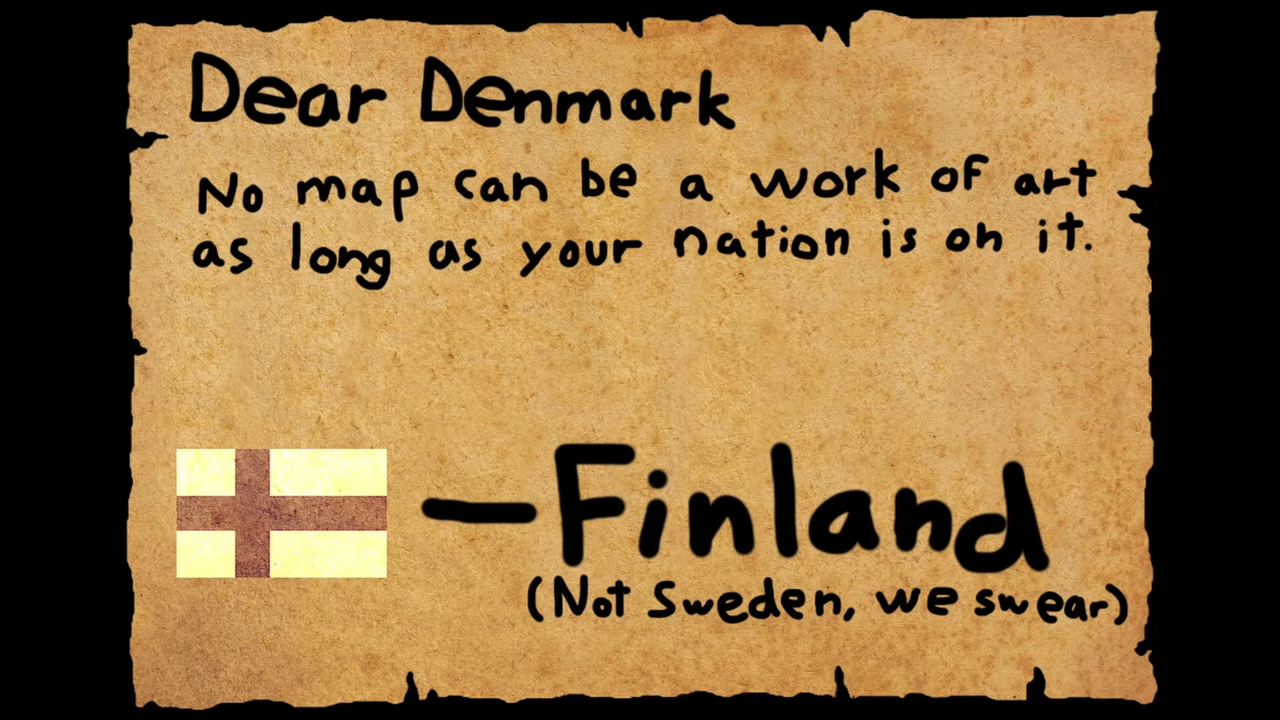 Dear Denmark
No map can be a work of art
as long as your nation is on it.
—Finland
(Not Sweden, we swear)